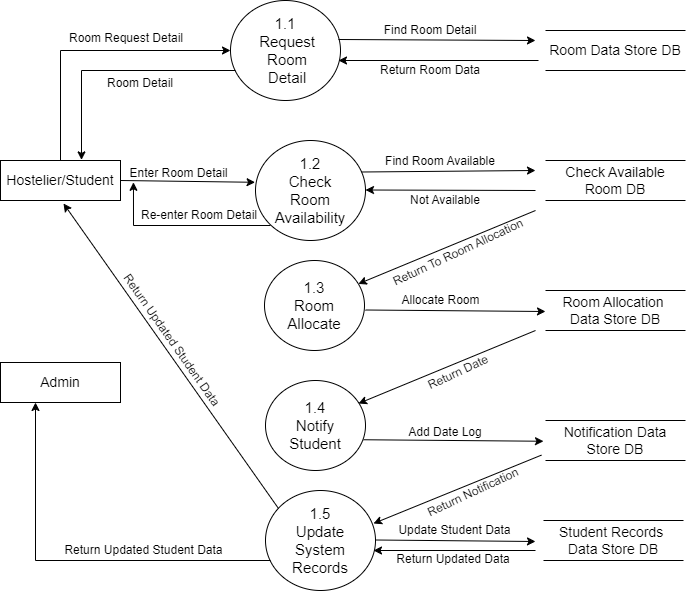 1.1
Request
Room
Detail
Room Request Detail
Room Detail
Find Room Detail
Return Room Data
Room Data Store DB
Hostelier/Student
Enter Room Detail
Re-enter Room Detail
1.2
Check
Room
Availability
Find Room Available
Not Available
Check Available
Room DB
Return To Room Allocation
1.3
Room
Allocate
Allocate Room
Room Allocation
Data Store DB
Return Updated Student Data
Return Date
Admin
1.4
Notify
Student
Add Date Log
Notification Data
Store DB
Return Notification
1.5
Update
System
Records
Update Student Data
Return Updated Data
Student Records
Data Store DB
Return Updated Student Data